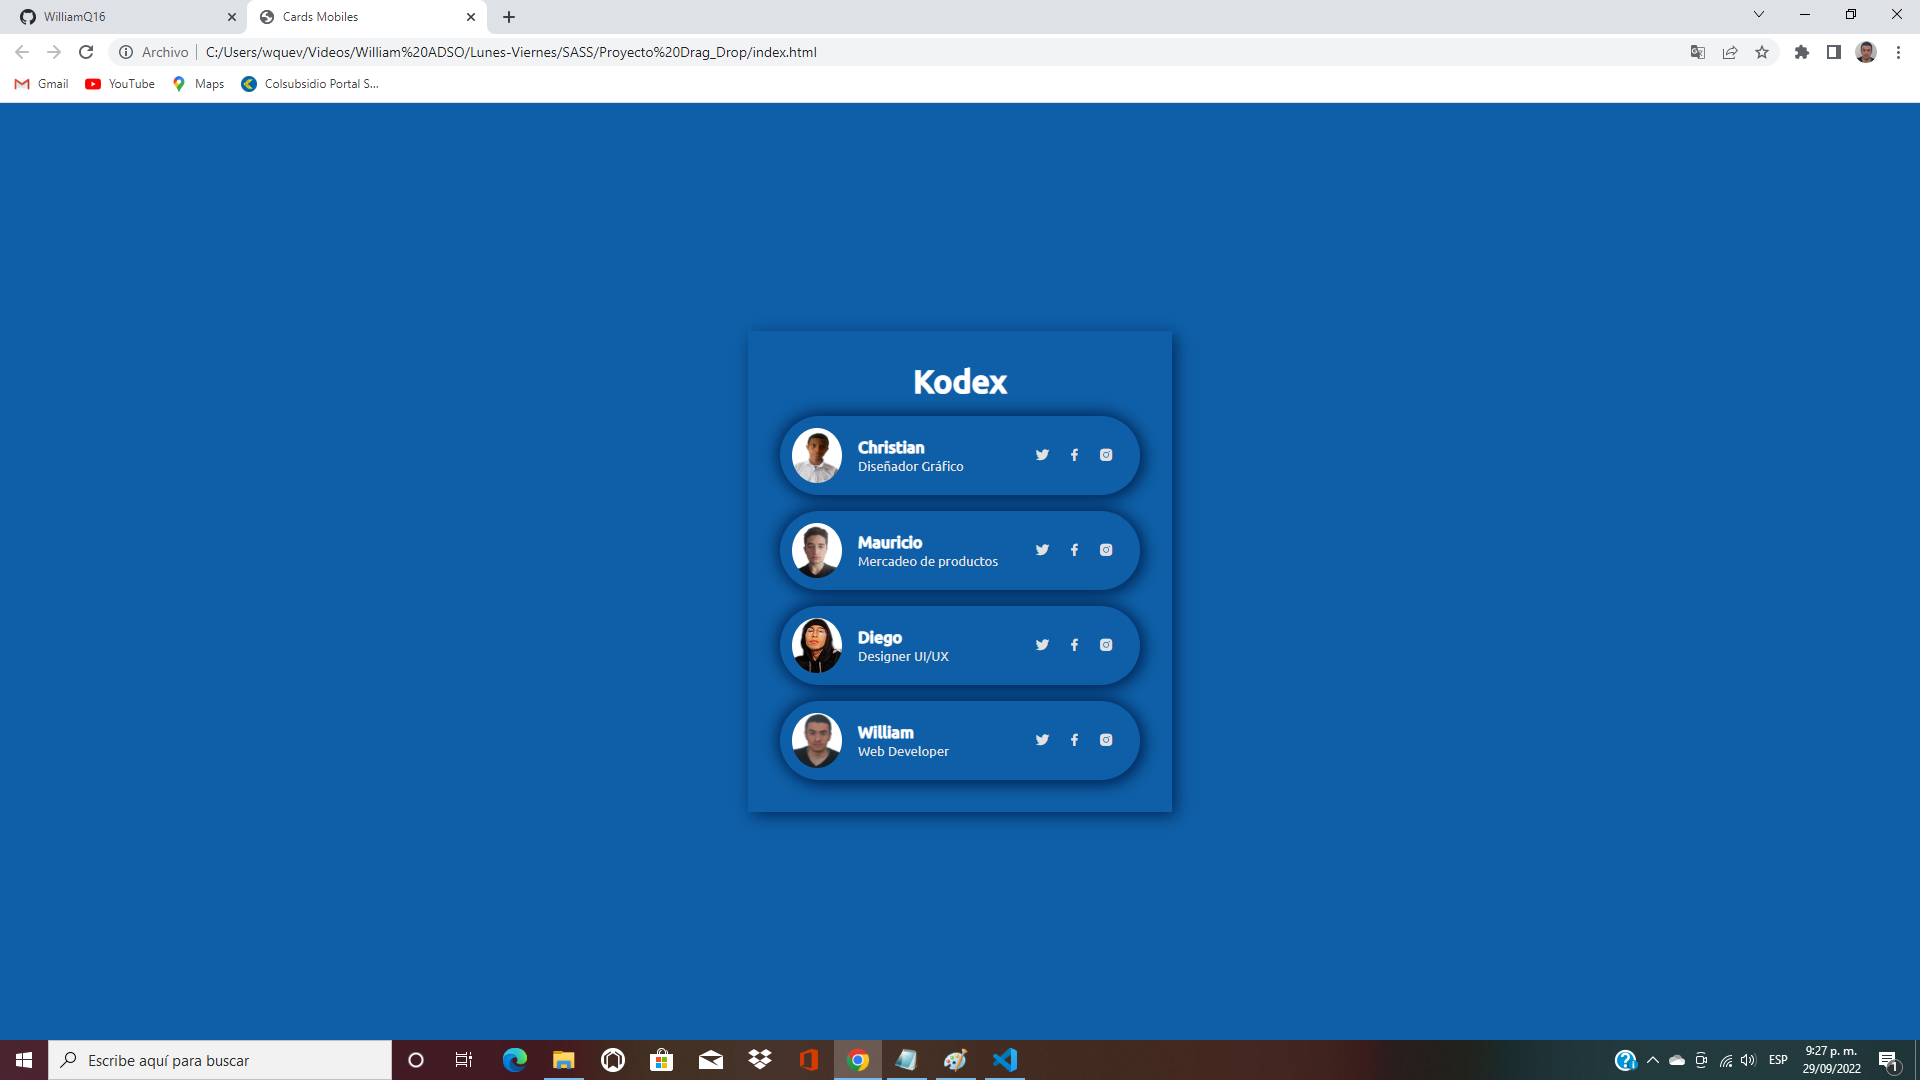 WilliamQ16
Cards Mobiles
Archivo
C:/Users/wquev/Videos/William%20ADSO/Lunes-Viernes/SASS/Proyecto%20Drag_Drop/index.html
Gmail
YouTube
Maps
Colsubsidio Portal S...
Kodex
Christian
Diseñador Gráfico
Mauricio
Mercadeo de productos
Diego
Designer UI/UX
William
Web Developer
Escribe aquí para buscar
ESP
9:27 p. m.
29/09/2022
1